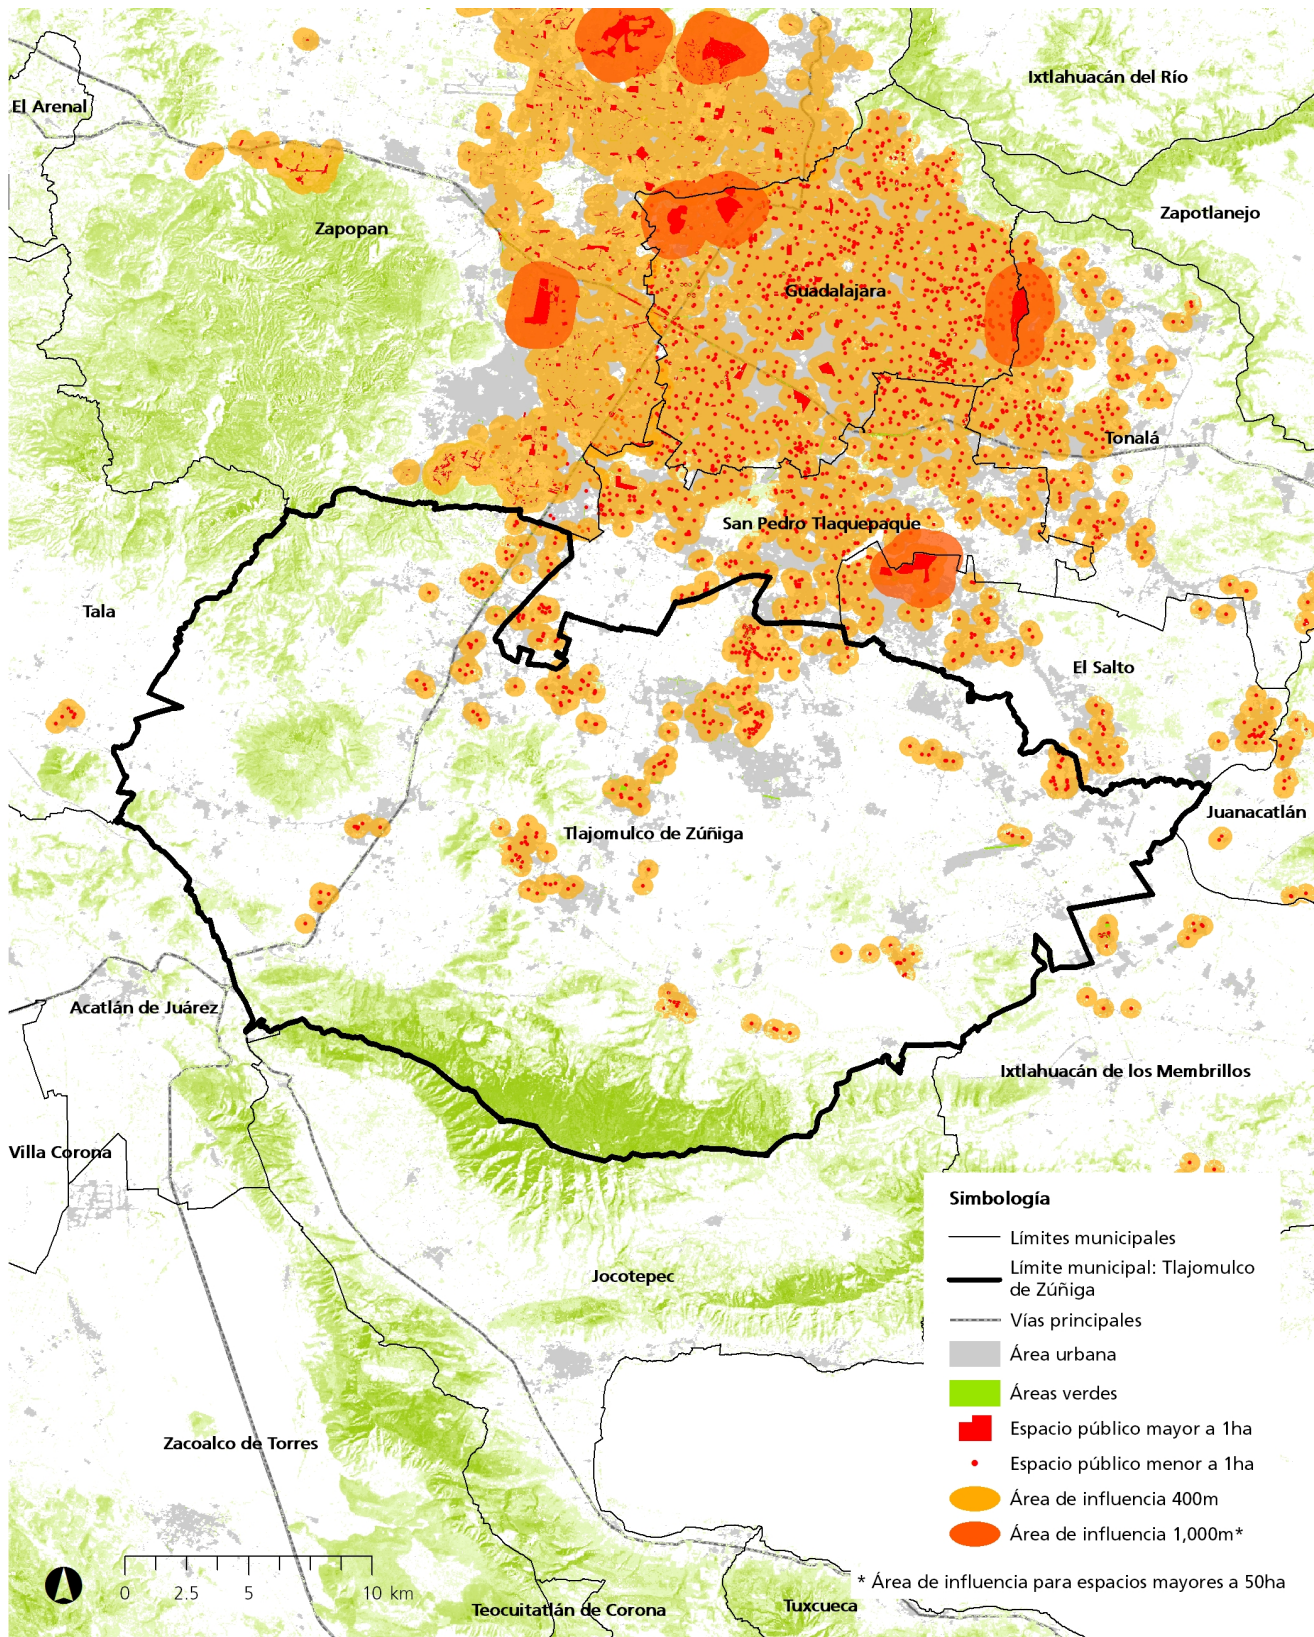 Ixtlahuacán del Río
El Arenal
Zapotlanejo
Zapopan
Guadalajara
Tonalá
San Pedro Tlaquepaque
Tala
El Salto
Juanacatlán
Tlajomulco de Zúñiga
Acatlán de Juárez
Ixtlahuacán de los Membrillos
Villa Corona
Simbología
Límites municipales
Límite municipal: Tlajomulco
de Zúñiga
Vías principales
Área urbana
Áreas verdes
Espacio público mayor a 1ha
Espacio público menor a 1ha
Área de influencia 400m
Área de influencia 1,000m*
* Área de influencia para espacios mayores a 50ha
Jocotepec
Zacoalco de Torres
0 2.5 5 10 km
Teocuitatlán de Corona
Tuxcueca